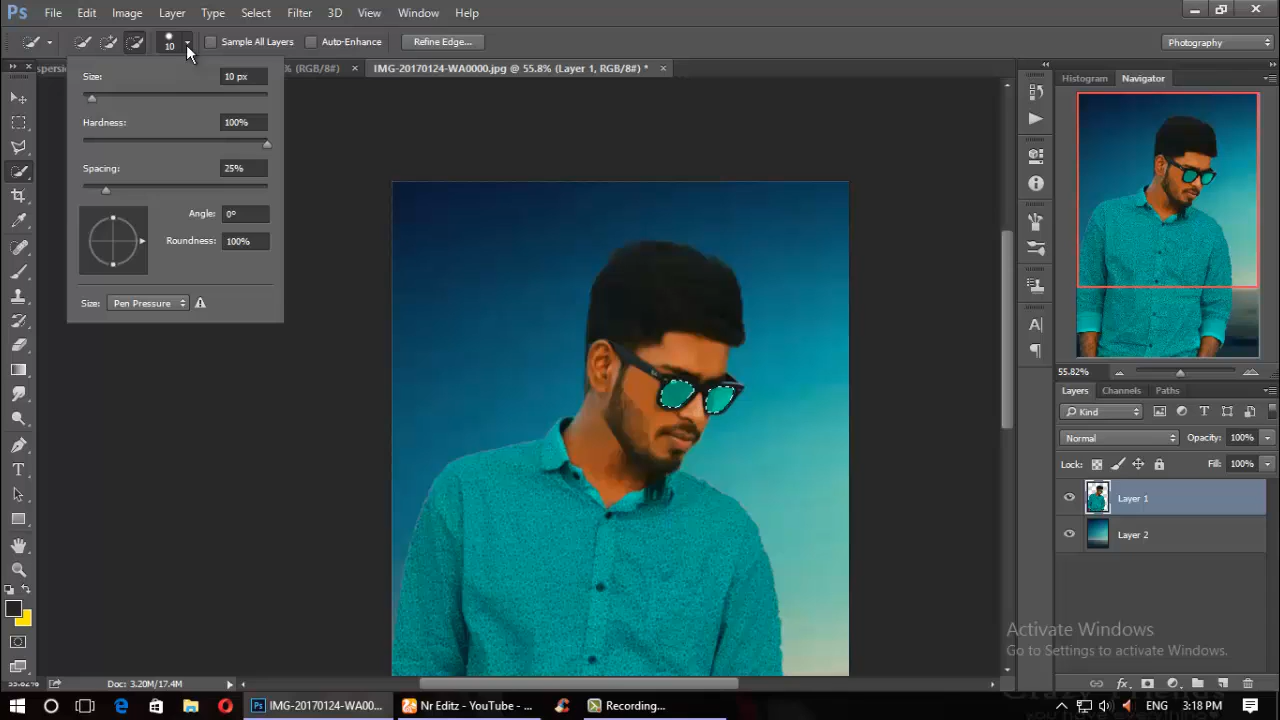 Ps File Edit Image Layer Type Select Filter 3D View Window Help
10 Sample All Layers Auto-Enhance Refine Edge... Photography
% (RGB/8#) × IMG-20170124-WA0000.jpg @ 55.8% (Layer 1, RGB/8#) * ×
Size: 10 px
Hardness: 100%
Spacing: 25%
Angle: 0°
Roundness: 100%
Size: Pen Pressure
Histogram Navigator
55.82%
Layers Channels Paths
Kind
Normal Opacity: 100%
Lock: Fill: 100%
Layer 1
Layer 2
Activate Windows
Go to Settings to activate Windows.
55.82% Doc: 3.20M/17.4M
Crazy Friends
IMG-20170124-WA00... Nr Editz - YouTube - ... Recording... ENG 3:18 PM